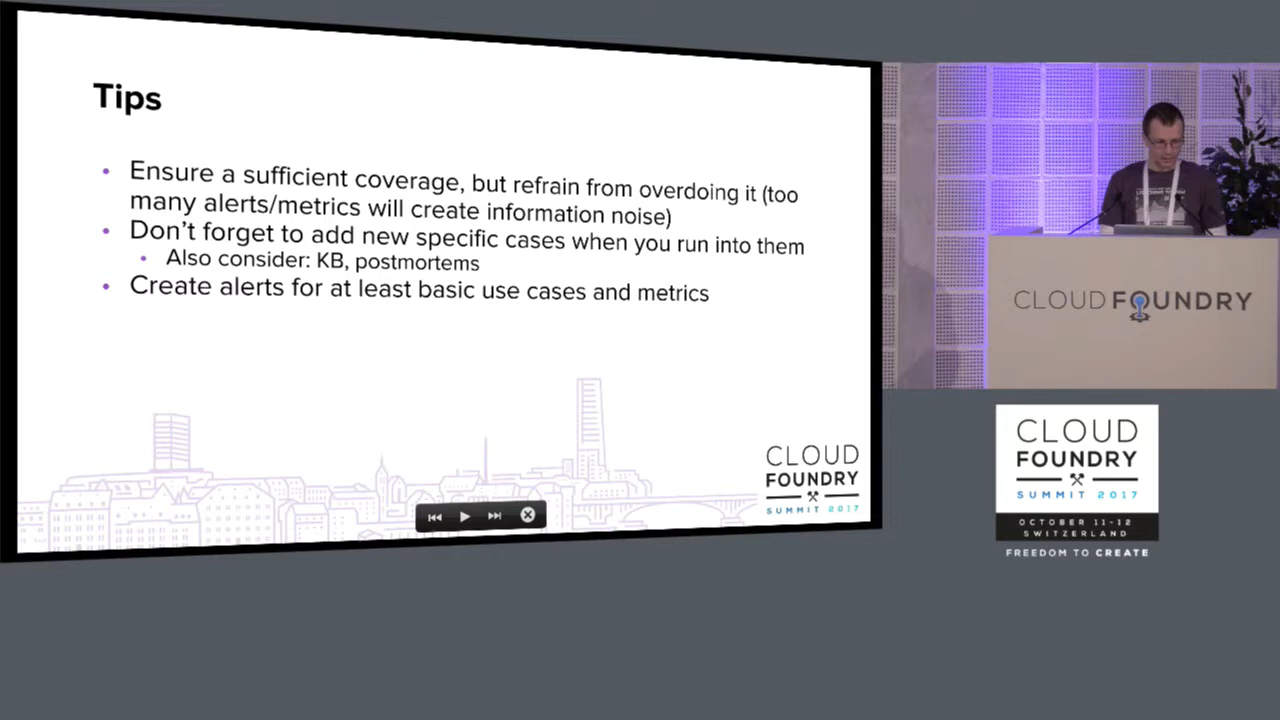 Tips
• Ensure a sufficient coverage, but refrain from overdoing it (too
many alerts/metrics will create information noise)
• Don't forget to add new specific cases when you run into them
• Also consider: KB, postmortems
• Create alerts for at least basic use cases and metrics
CLOUD
FOUNDRY
SUMMIT 2017
CLOUD FOUNDRY
CLOUD
FOUNDRY
SUMMIT 2017
OCTOBER 11-12
SWITZERLAND
FREEDOM TO CREATE